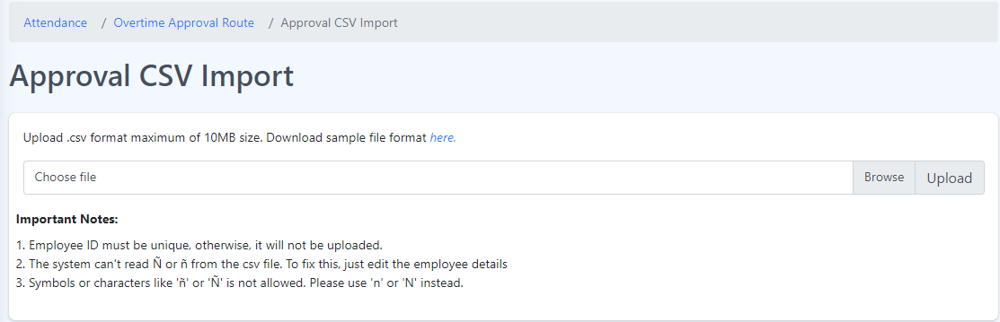 Attendance / Overtime Approval Route / Approval CSV Import
Approval CSV Import
Upload .csv format maximum of 10MB size. Download sample file format here.
Choose file Browse Upload
Important Notes:
1. Employee ID must be unique, otherwise, it will not be uploaded.
2. The system can't read Ñ or ñ from the csv file. To fix this, just edit the employee details
3. Symbols or characters like 'ñ' or 'Ñ' is not allowed. Please use 'n' or 'N' instead.